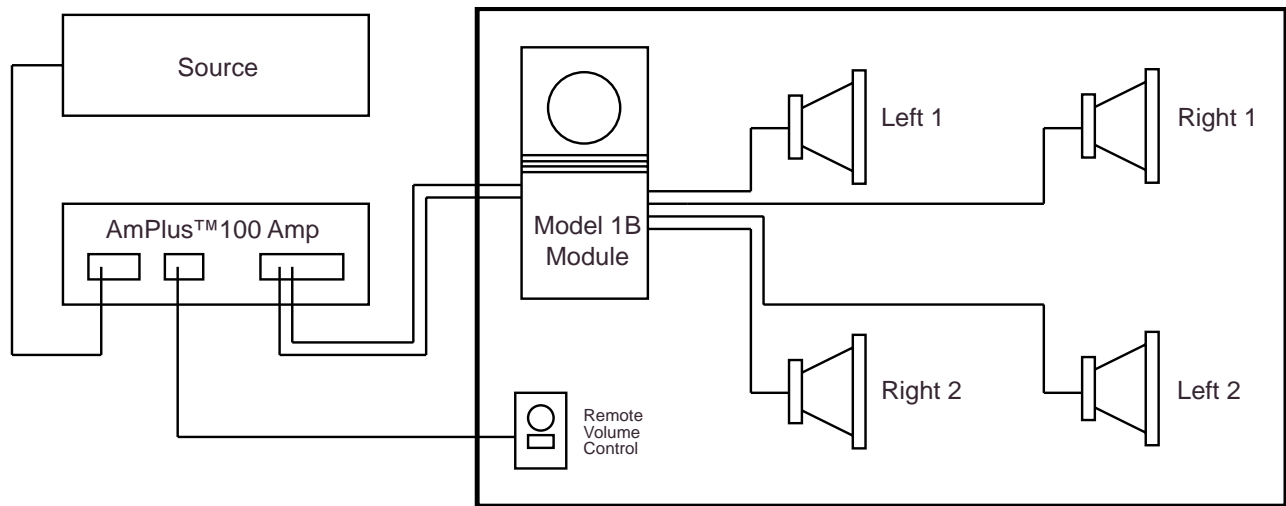 Source
Left 1
Right 1
AmPlus™100 Amp
Model 1B
Module
Right 2
Left 2
Remote
Volume
Control